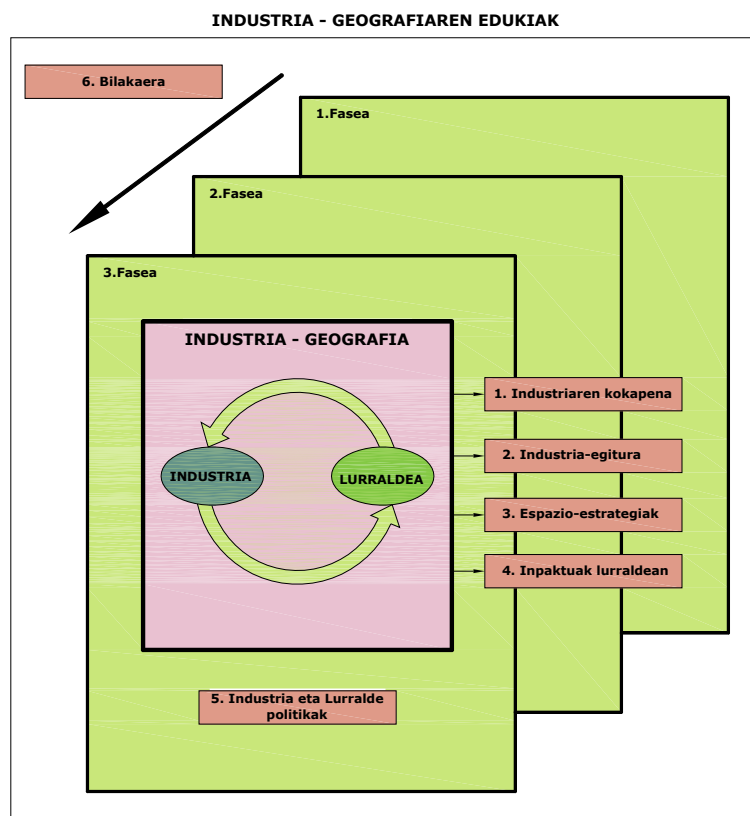 INDUSTRIA - GEOGRAFIAREN EDUKIAK
6. Bilakaera
1.Fasea
2.Fasea
3.Fasea
INDUSTRIA - GEOGRAFIA
INDUSTRIA
LURRALDEA
1. Industriaren kokapena
2. Industria-egitura
3. Espazio-estrategiak
4. Inpaktuak lurraldean
5. Industria eta Lurralde
politikak